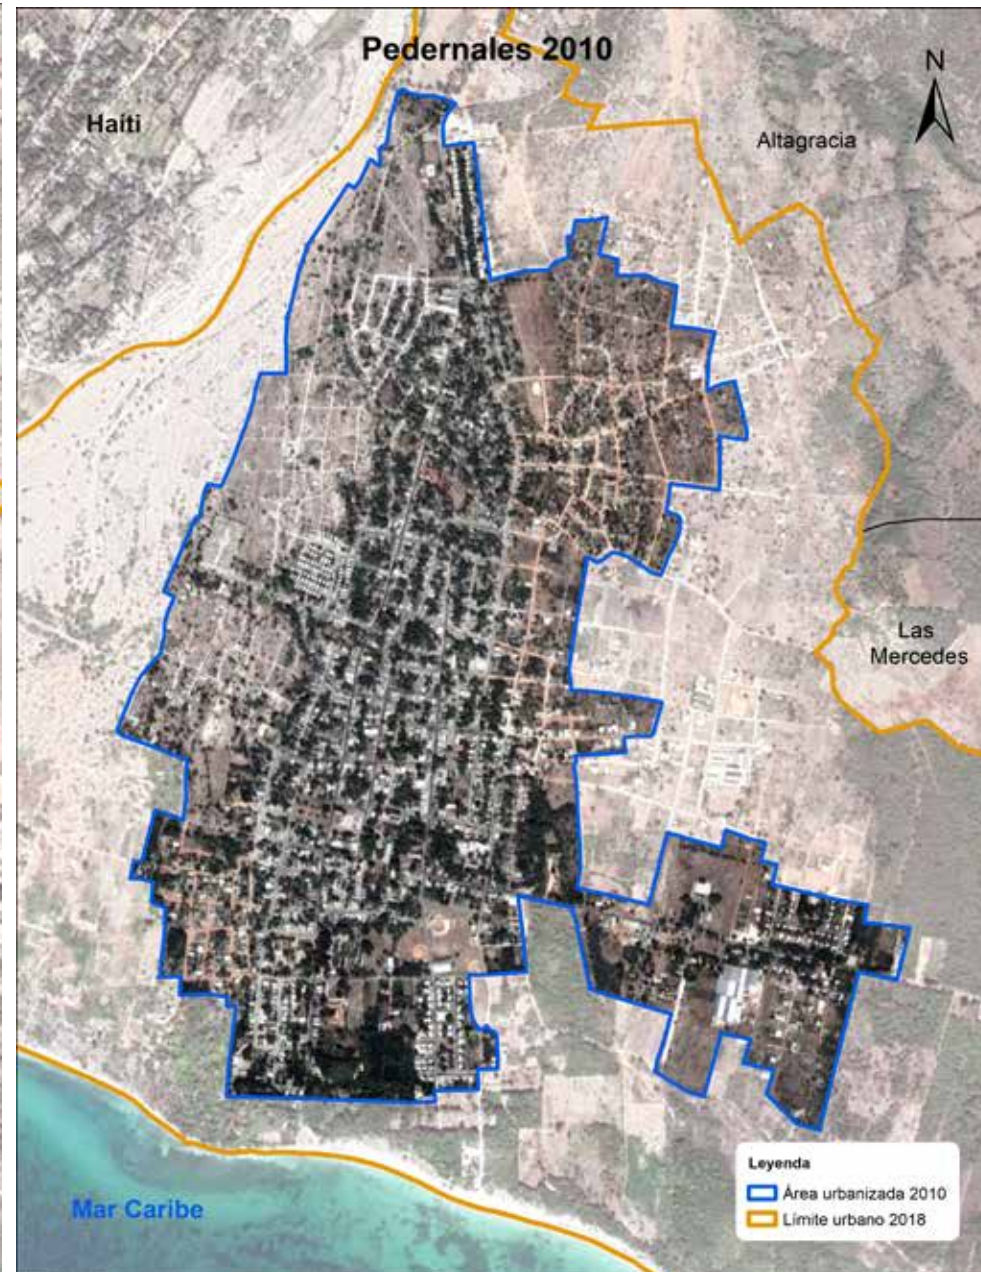 Pedernales 2010
N
Haiti
Altagracia
Las
Mercedes
Mar Caribe
Leyenda
Área urbanizada 2010
Límite urbano 2018